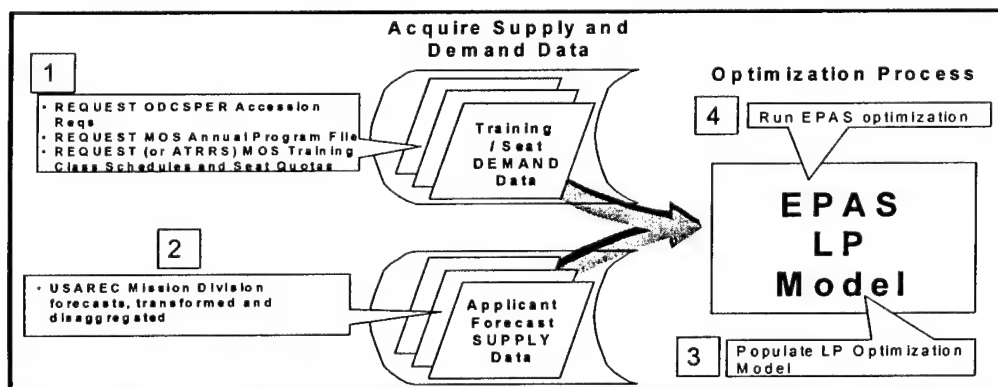 Acquire Supply and
Demand Data
1
• REQUEST ODCSPER Accession
Reqs
• REQUEST MOS Annual Program File
• REQUEST (or ATRRS) MOS Training
Class Schedules and Seat Quotas
Training
/ Seat
DEMAND
Data
2
• USAREC Mission Division
forecasts, transformed and
disaggregated
Applicant
Forecast
SUPPLY
Data
Optimization Process
4
Run EPAS optimization
EPAS
LP
Model
3
Populate LP Optimization
Model